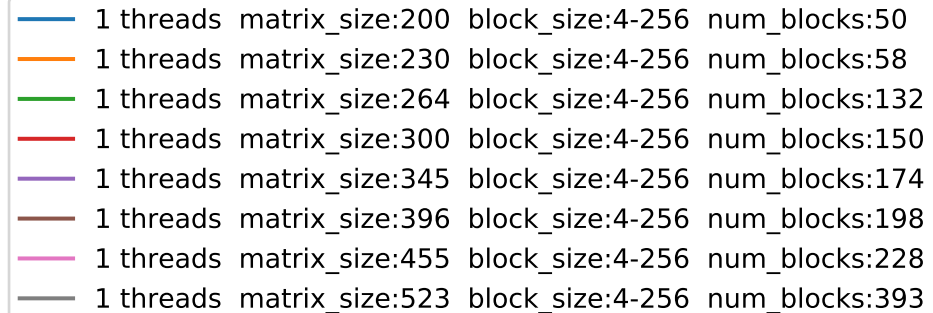 1 threads  matrix_size:200  block_size:4-256  num_blocks:50
1 threads  matrix_size:230  block_size:4-256  num_blocks:58
1 threads  matrix_size:264  block_size:4-256  num_blocks:132
1 threads  matrix_size:300  block_size:4-256  num_blocks:150
1 threads  matrix_size:345  block_size:4-256  num_blocks:174
1 threads  matrix_size:396  block_size:4-256  num_blocks:198
1 threads  matrix_size:455  block_size:4-256  num_blocks:228
1 threads  matrix_size:523  block_size:4-256  num_blocks:393